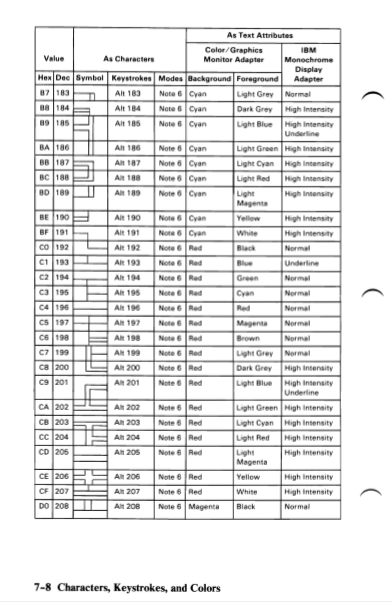 As Text Attributes
Value As Characters Color/Graphics Monitor Adapter IBM Monochrome Display Adapter
Hex Dec Symbol Keystrokes Modes Background Foreground
B7 183 ╖ Alt 183 Note 6 Cyan Light Grey Normal
B8 184 ╕ Alt 184 Note 6 Cyan Dark Grey High Intensity
B9 185 ╣ Alt 185 Note 6 Cyan Light Blue High Intensity Underline
BA 186 ║ Alt 186 Note 6 Cyan Light Green High Intensity
BB 187 ╗ Alt 187 Note 6 Cyan Light Cyan High Intensity
BC 188 ╝ Alt 188 Note 6 Cyan Light Red High Intensity
BD 189 ╜ Alt 189 Note 6 Cyan Light Magenta High Intensity
BE 190 ╛ Alt 190 Note 6 Cyan Yellow High Intensity
BF 191 ┐ Alt 191 Note 6 Cyan White High Intensity
C0 192 └ Alt 192 Note 6 Red Black Normal
C1 193 ┴ Alt 193 Note 6 Red Blue Underline
C2 194 ┬ Alt 194 Note 6 Red Green Normal
C3 195 ├ Alt 195 Note 6 Red Cyan Normal
C4 196 ─ Alt 196 Note 6 Red Red Normal
C5 197 ┼ Alt 197 Note 6 Red Magenta Normal
C6 198 ╞ Alt 198 Note 6 Red Brown Normal
C7 199 ╟ Alt 199 Note 6 Red Light Grey Normal
C8 200 ╚ Alt 200 Note 6 Red Dark Grey High Intensity
C9 201 ╔ Alt 201 Note 6 Red Light Blue High Intensity Underline
CA 202 ╩ Alt 202 Note 6 Red Light Green High Intensity
CB 203 ╦ Alt 203 Note 6 Red Light Cyan High Intensity
CC 204 ╠ Alt 204 Note 6 Red Light Red High Intensity
CD 205 ═ Alt 205 Note 6 Red Light Magenta High Intensity
CE 206 ╬ Alt 206 Note 6 Red Yellow High Intensity
CF 207 ╧ Alt 207 Note 6 Red White High Intensity
D0 208 ╨ Alt 208 Note 6 Magenta Black Normal
7-8 Characters, Keystrokes, and Colors